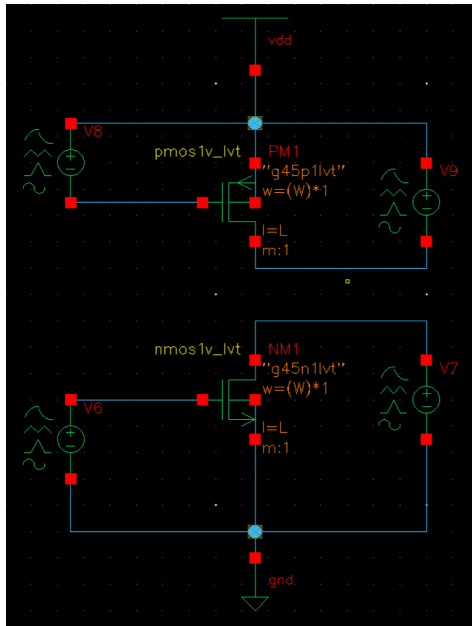 vdd
V8
pmos1v_lvt
PM1
"g45p1lvt"
w=(W)*1
V9
l=L
m:1
nmos1v_lvt
NM1
"g45n1lvt"
w=(W)*1
V7
V6
l=L
m:1
gnd